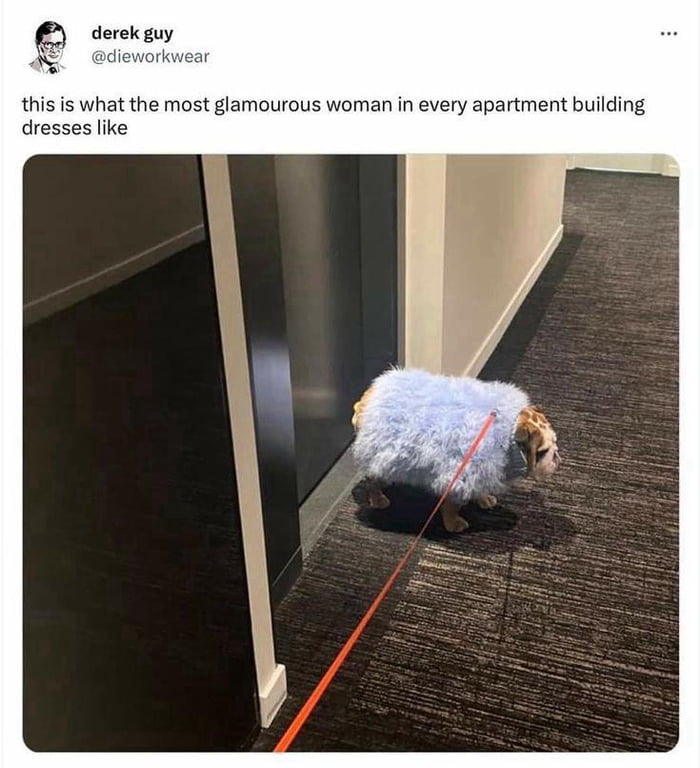 derek guy
@dieworkwear
this is what the most glamourous woman in every apartment building
dresses like